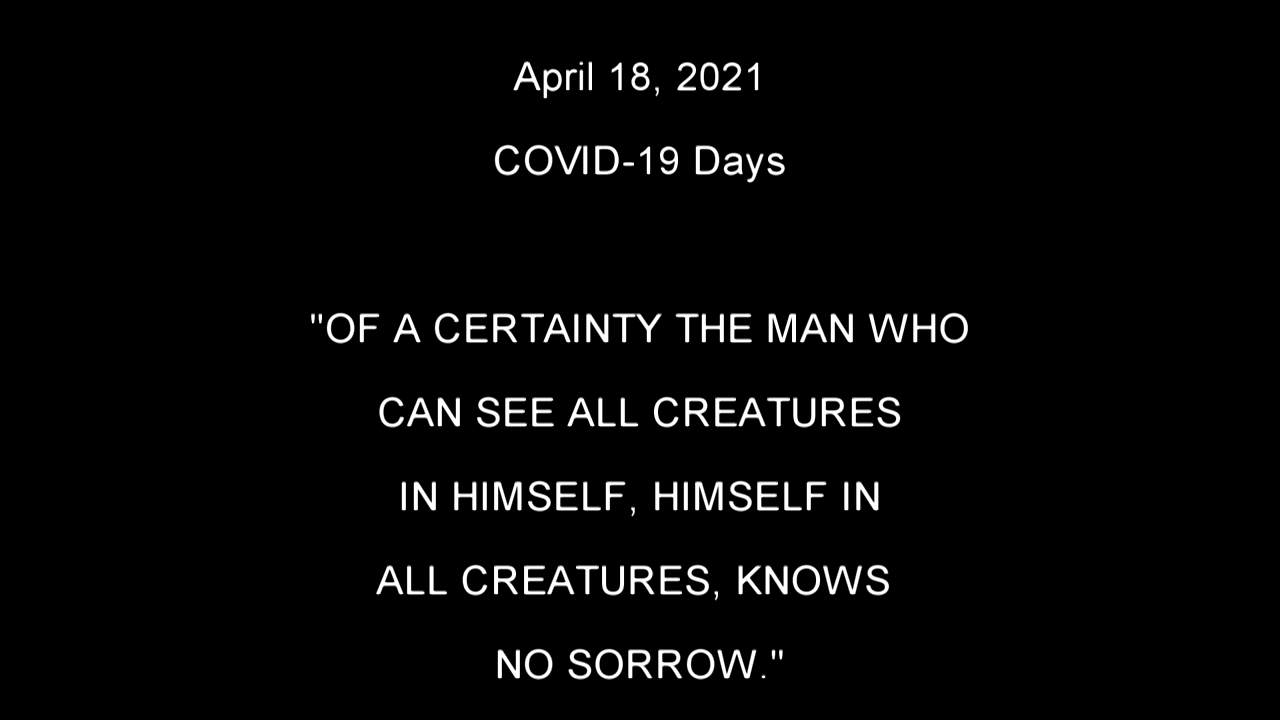 April 18, 2021
COVID-19 Days
"OF A CERTAINTY THE MAN WHO
CAN SEE ALL CREATURES
IN HIMSELF, HIMSELF IN
ALL CREATURES, KNOWS
NO SORROW."